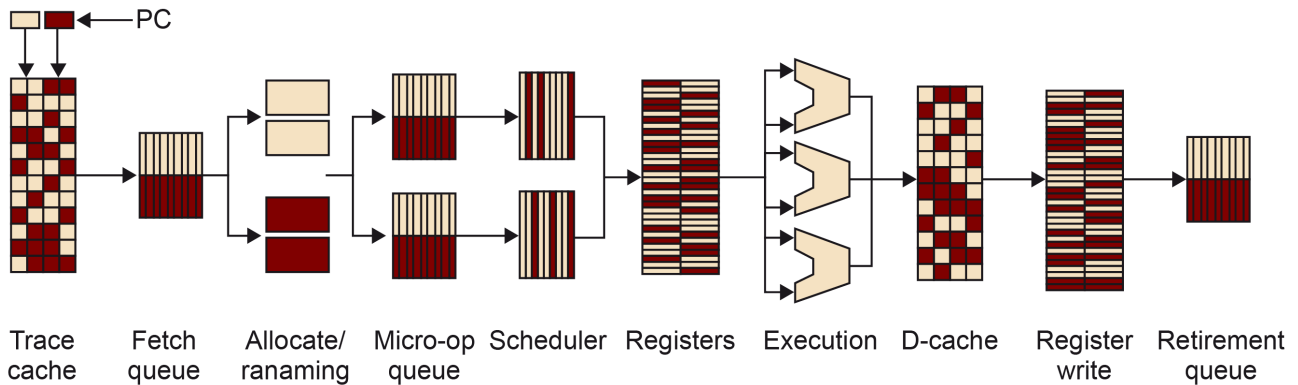 PC
Trace
cache
Fetch
queue
Allocate/
ranaming
Micro-op
queue
Scheduler
Registers
Execution
D-cache
Register
write
Retirement
queue